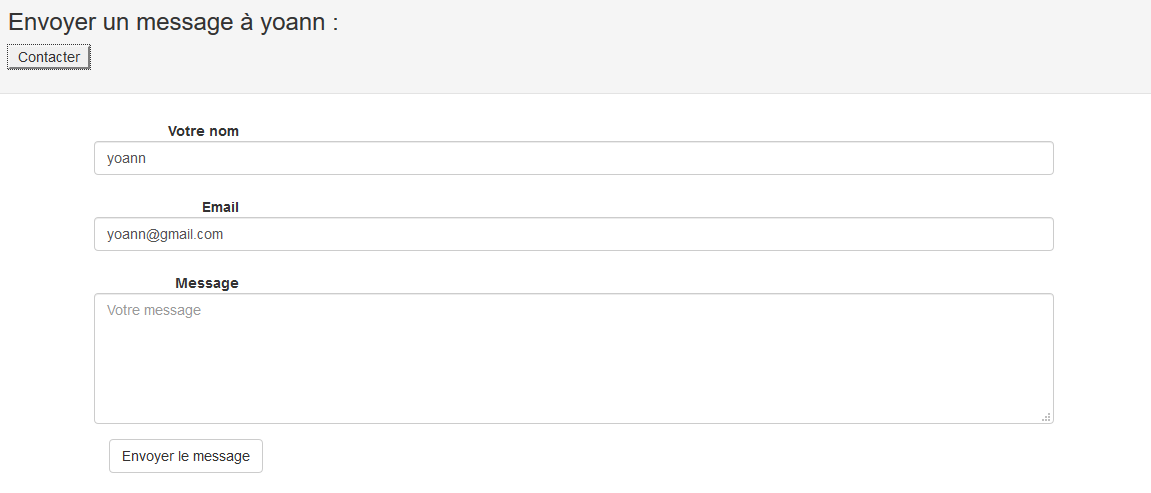 Envoyer un message à yoann :
Contacter
Votre nom
yoann
Email
yoann@gmail.com
Message
Votre message
Envoyer le message